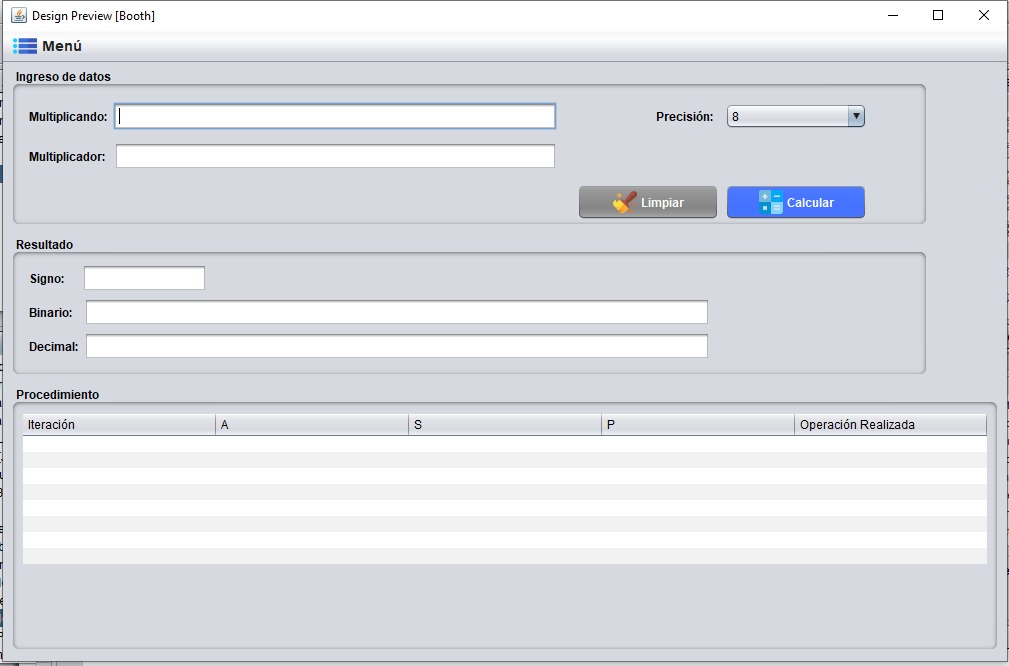 Design Preview [Booth]
Menú
Ingreso de datos
Multiplicando:
Precisión: 8
Multiplicador:
Limpiar Calcular
Resultado
Signo:
Binario:
Decimal:
Procedimiento
Iteración A S P Operación Realizada